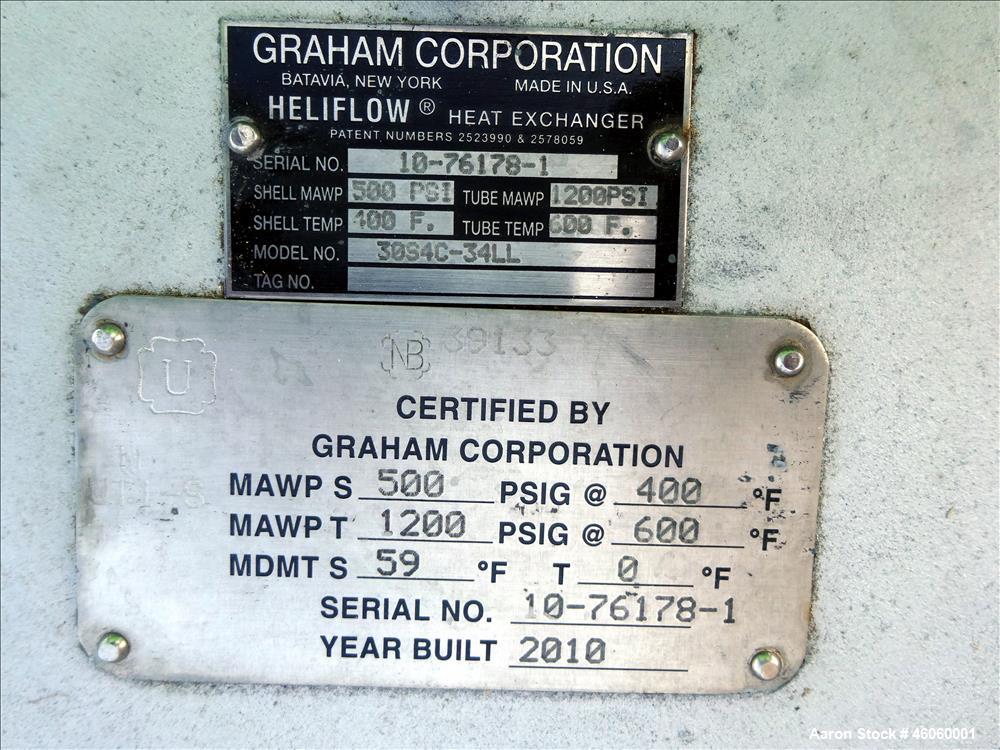 GRAHAM CORPORATION
BATAVIA, NEW YORK MADE IN U.S.A.
HELIFLOW ® HEAT EXCHANGER
PATENT NUMBERS 2523990 & 2578059
SERIAL NO. 10-76178-1
SHELL MAWP 500 PSI TUBE MAWP 1200PSI
SHELL TEMP 400 F. TUBE TEMP 600 F.
MODEL NO. 30S4C-34LL
TAG NO.
U NB 39133
CERTIFIED BY
GRAHAM CORPORATION
MAWP S 500 PSIG @ 400 °F
MAWP T 1200 PSIG @ 600 °F
MDMT S 59 °F T 0 °F
SERIAL NO. 10-76178-1
YEAR BUILT 2010
Aaron Stock # 46060001